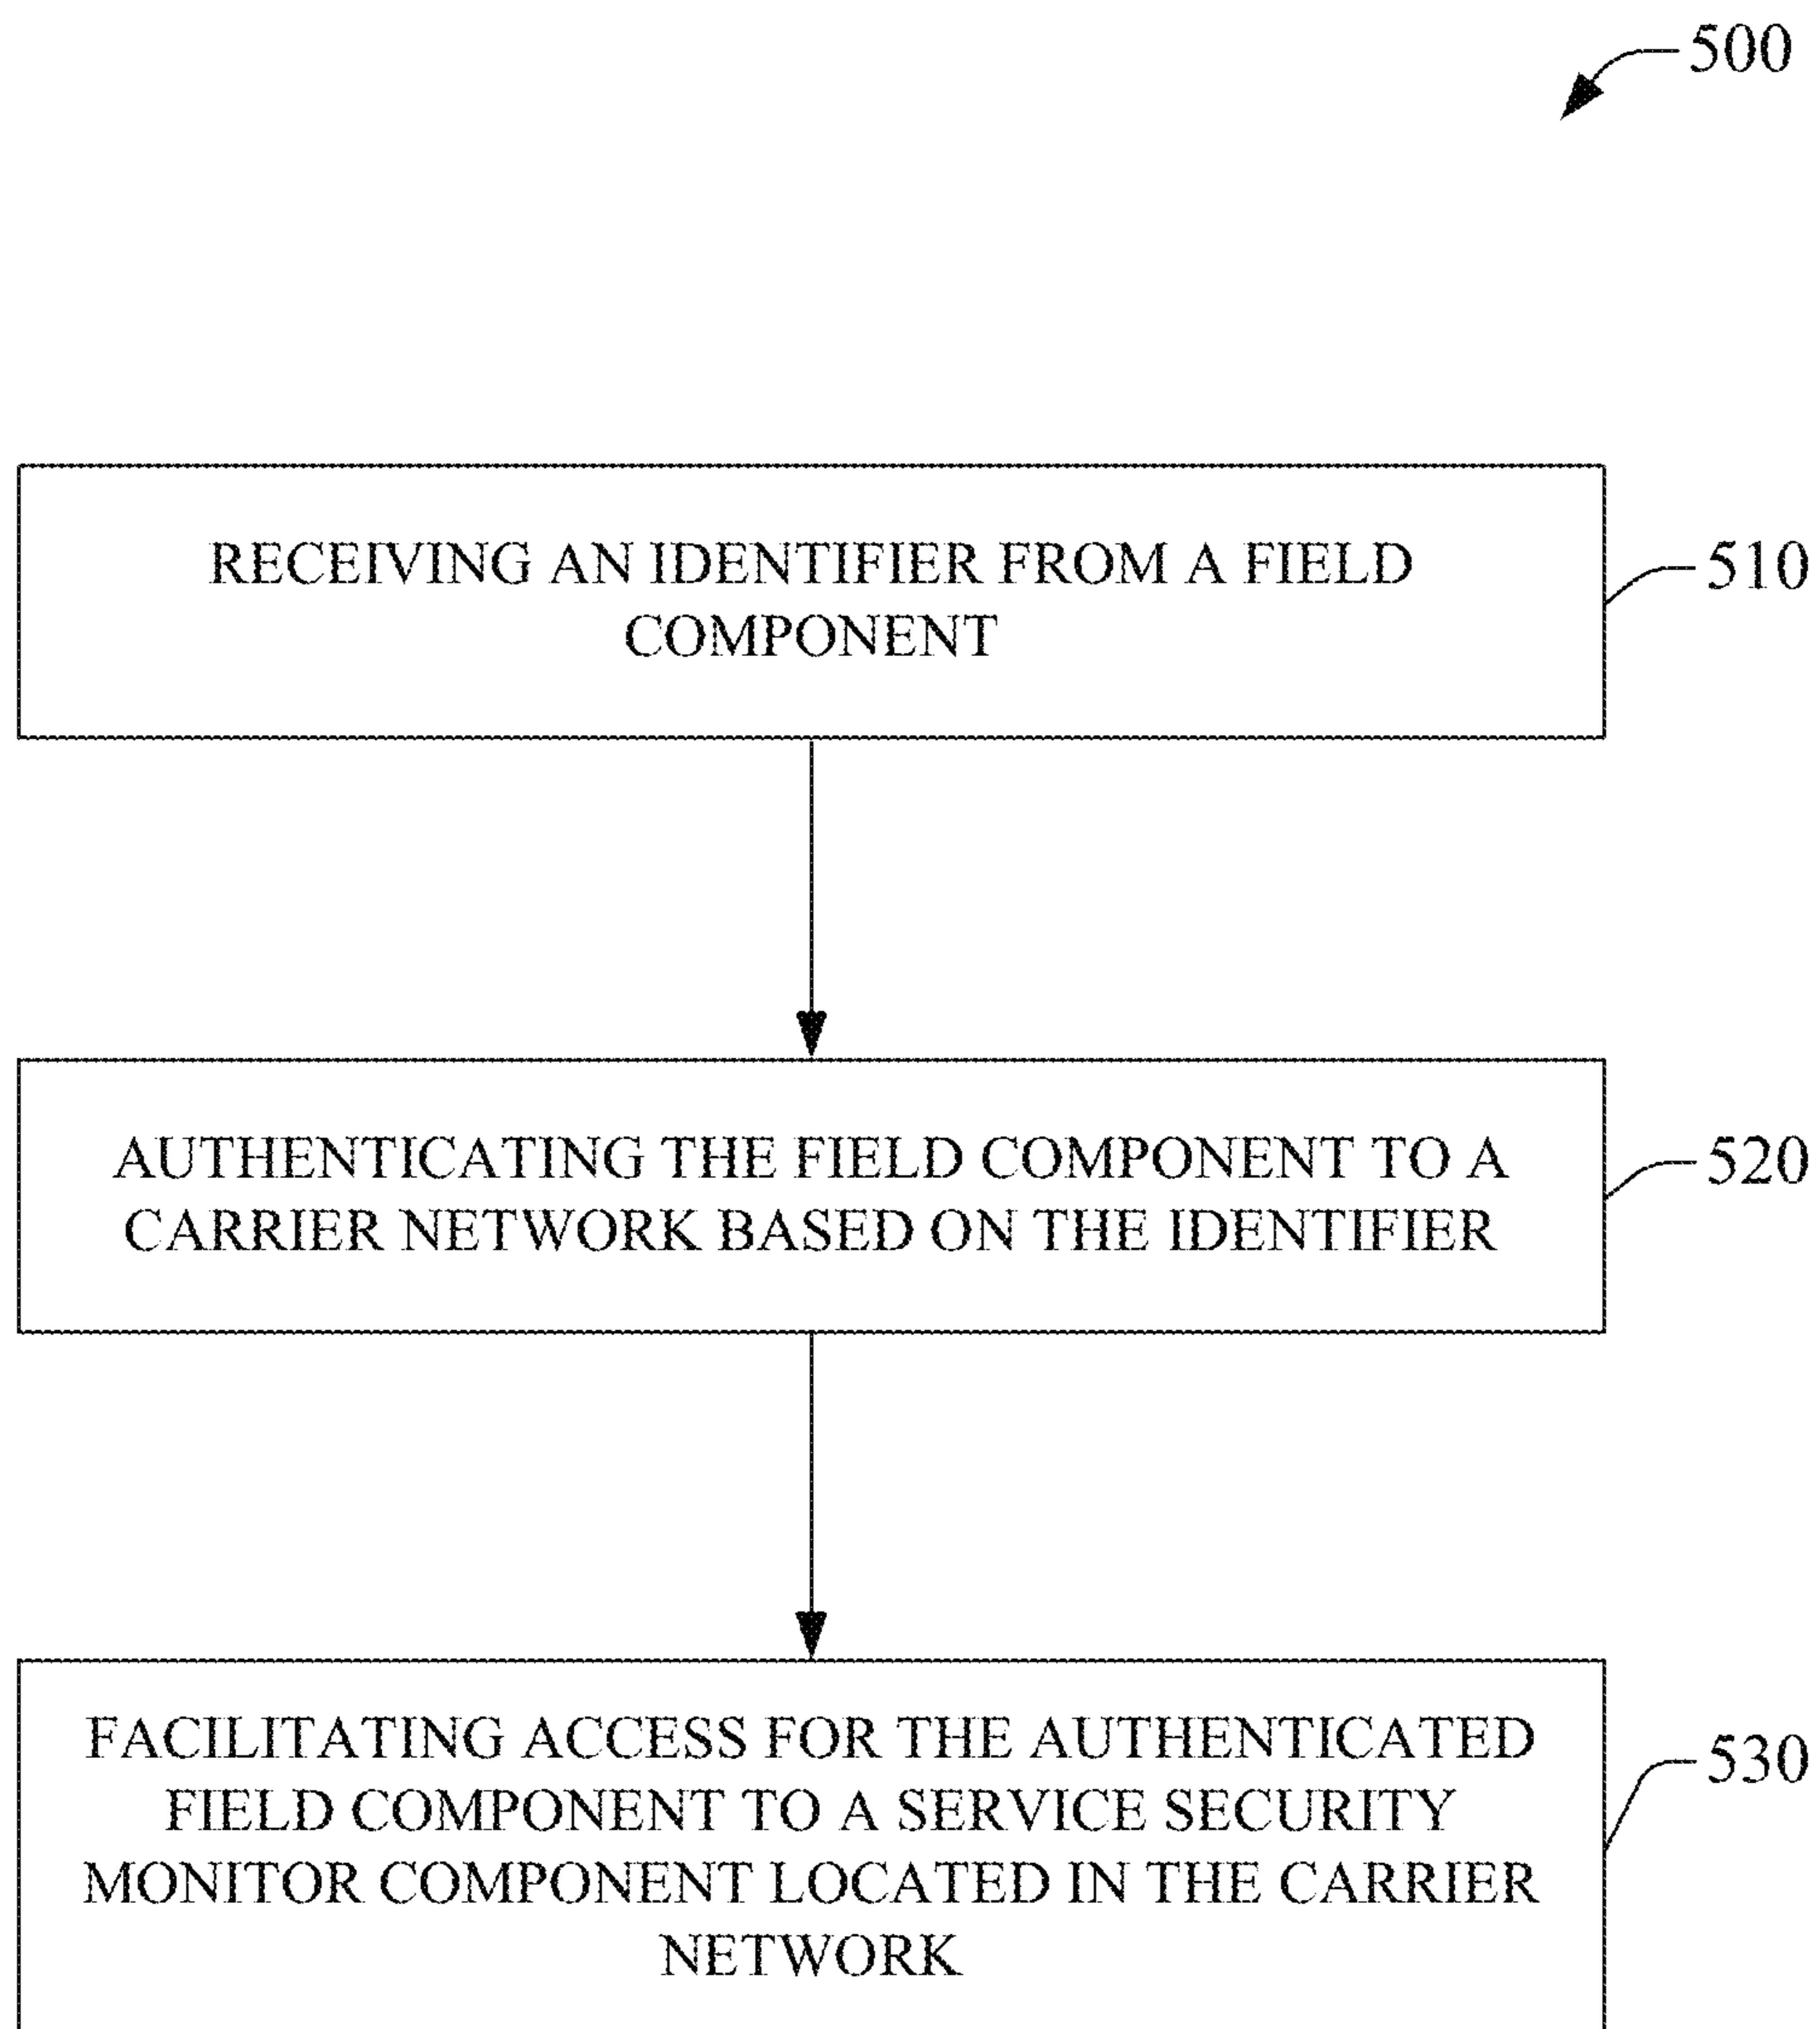 500
RECEIVING AN IDENTIFIER FROM A FIELD
COMPONENT
510
AUTHENTICATING THE FIELD COMPONENT TO A
CARRIER NETWORK BASED ON THE IDENTIFIER
520
FACILITATING ACCESS FOR THE AUTHENTICATED
FIELD COMPONENT TO A SERVICE SECURITY
MONITOR COMPONENT LOCATED IN THE CARRIER
NETWORK
530